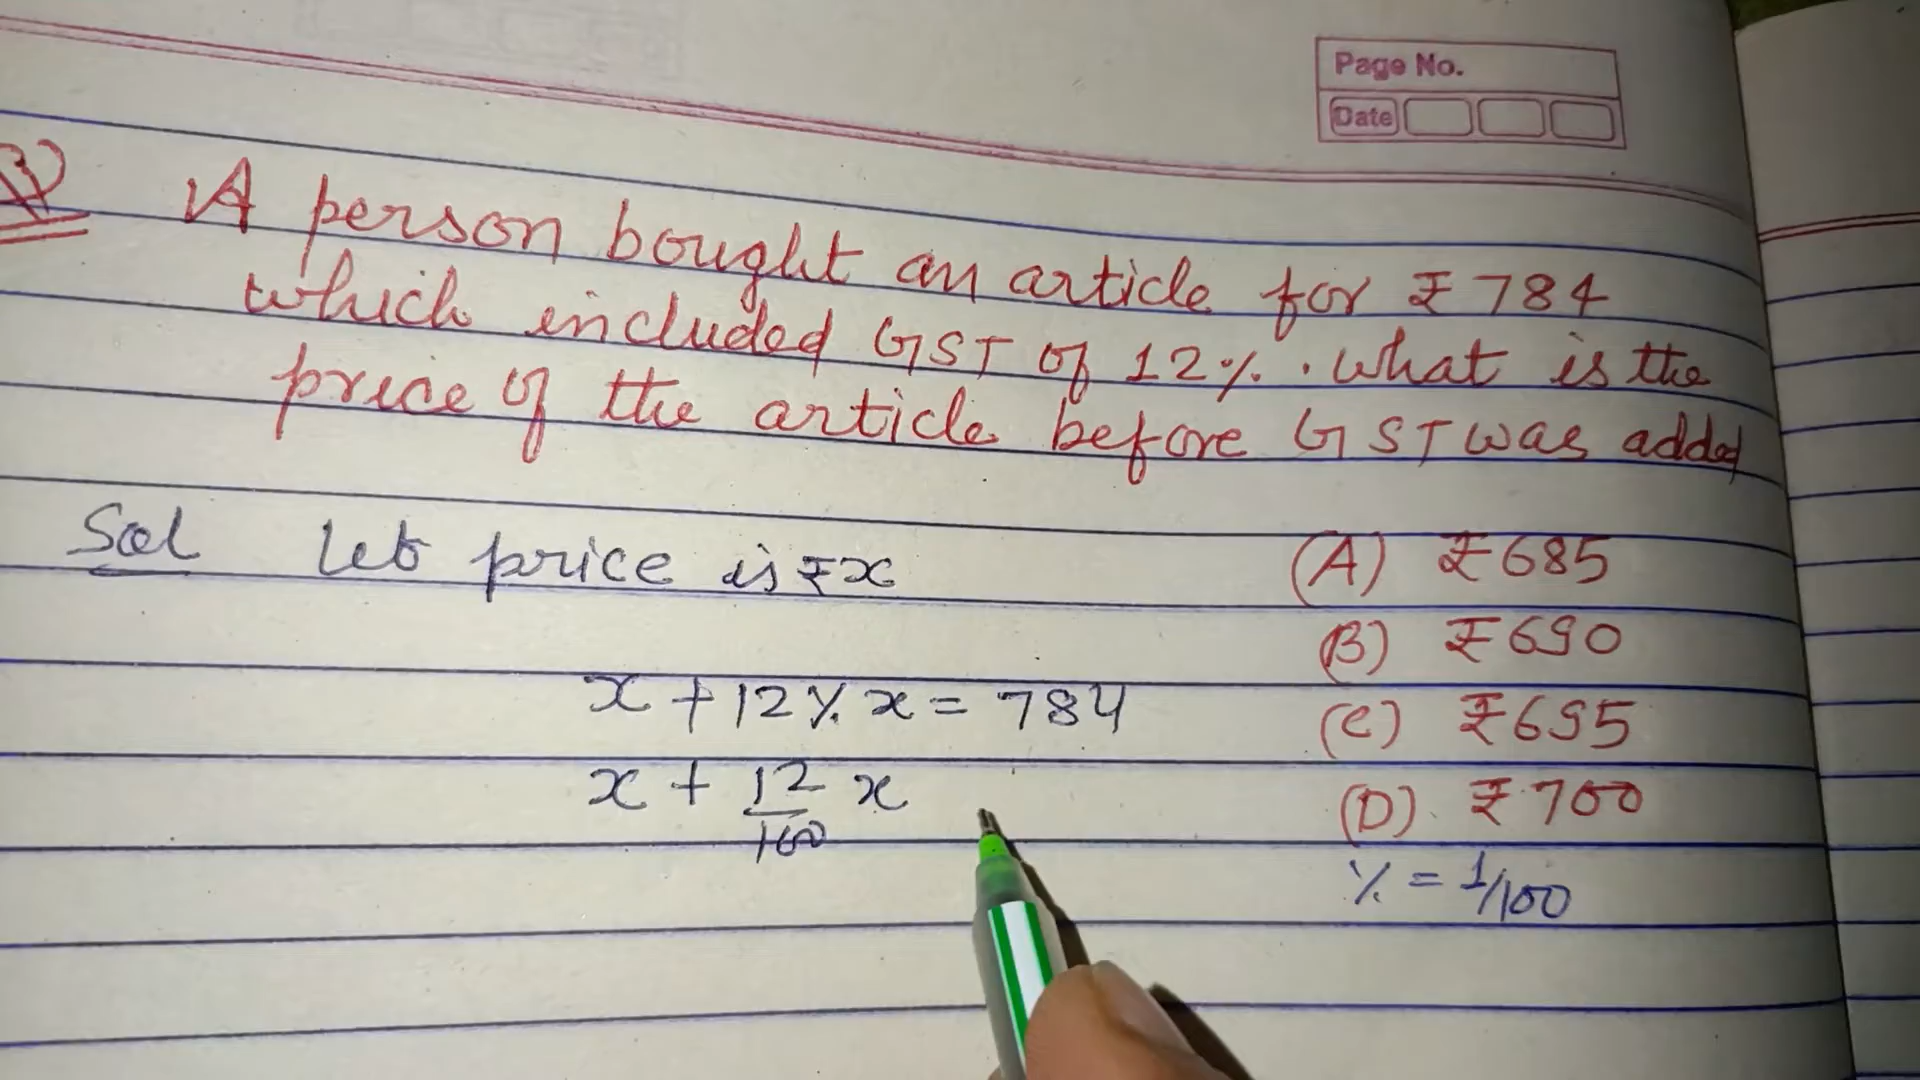 Page No.
Date
Q A person bought an article for ₹ 784
which included GST of 12%. what is the
price of the article before GST was added
Sol Let price is ₹ x
(A) ₹ 685
(B) ₹ 690
x + 12% x = 784
(C) ₹ 695
x + 12/100 x
(D) ₹ 700
% = 1/100